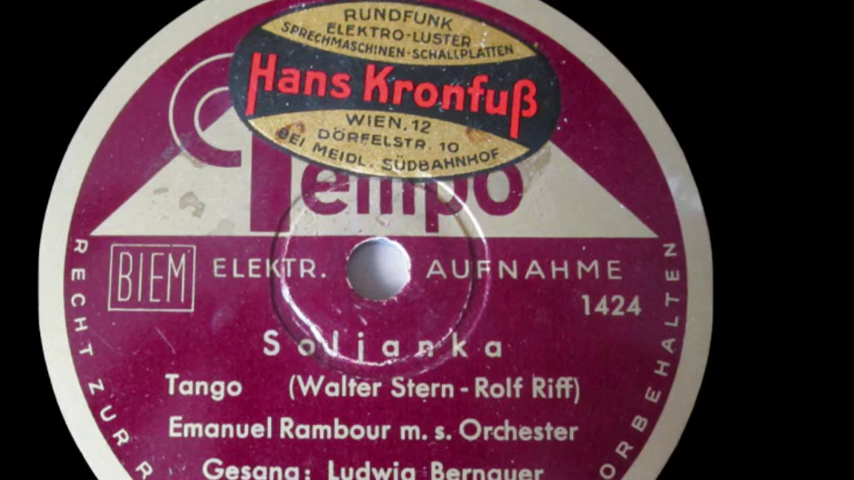 RUNDFUNK
ELEKTRO-LUSTER
SPRECHMASCHINEN-SCHALLPLATTEN
Hans Kronfuß
WIEN, 12
DÖRFELSTR. 10
BEI MEIDL. SÜDBAHNHOF
Tempo
BIEM ELEKTR. AUFNAHME
1424
Soljanka
Tango (Walter Stern-Rolf Riff)
Emanuel Rambour m. s. Orchester
Gesang: Ludwig Bernauer
RECHT ZUR R
ORBEHALTEN